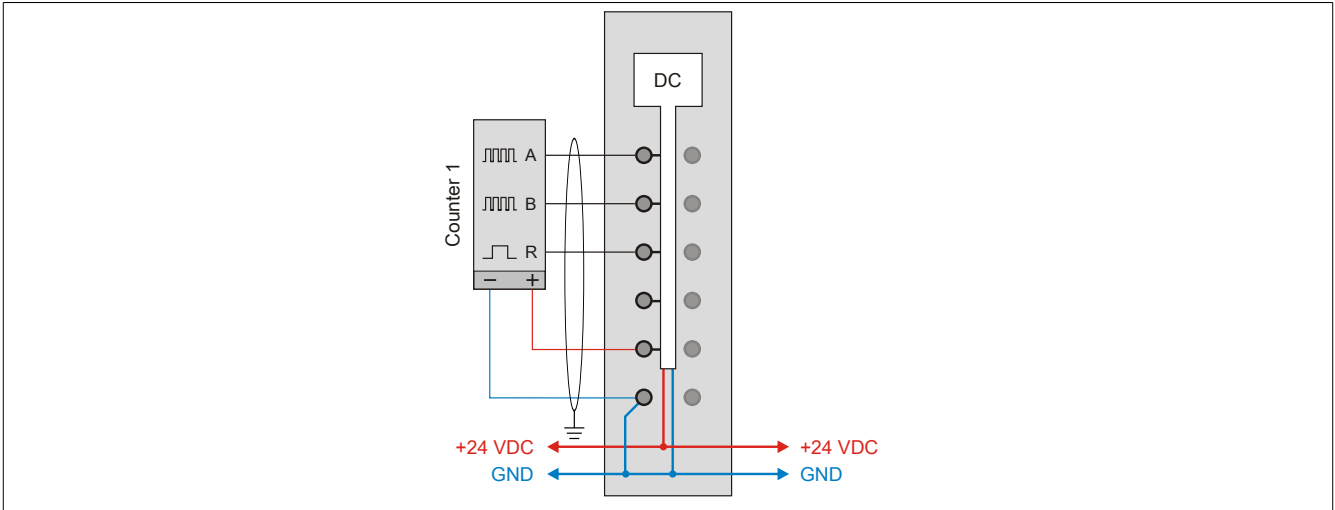 DC
Counter 1
A
B
R
− +
+24 VDC +24 VDC
GND GND